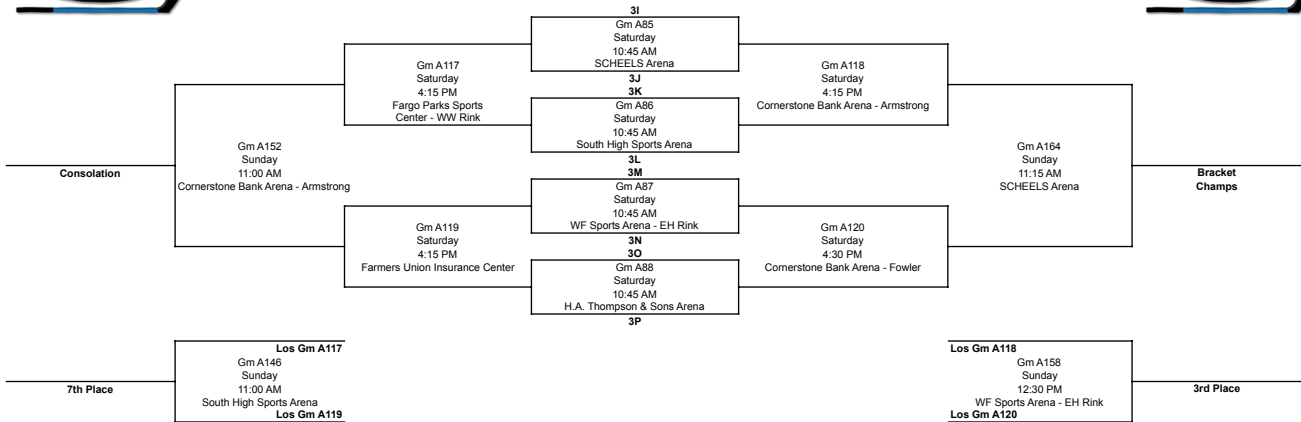 3I
Gm A85
Saturday
10:45 AM
SCHEELS Arena
3J
Gm A117
Saturday
4:15 PM
Fargo Parks Sports
Center - WW Rink
Gm A118
Saturday
4:15 PM
Cornerstone Bank Arena - Armstrong
3K
Gm A86
Saturday
10:45 AM
South High Sports Arena
3L
Gm A152
Sunday
11:00 AM
Cornerstone Bank Arena - Armstrong
Consolation
Gm A164
Sunday
11:15 AM
SCHEELS Arena
Bracket
Champs
3M
Gm A87
Saturday
10:45 AM
WF Sports Arena - EH Rink
3N
Gm A119
Saturday
4:15 PM
Farmers Union Insurance Center
Gm A120
Saturday
4:30 PM
Cornerstone Bank Arena - Fowler
3O
Gm A88
Saturday
10:45 AM
H.A. Thompson & Sons Arena
3P
Los Gm A117
Gm A146
Sunday
11:00 AM
South High Sports Arena
Los Gm A119
7th Place
Los Gm A118
Gm A158
Sunday
12:30 PM
WF Sports Arena - EH Rink
Los Gm A120
3rd Place